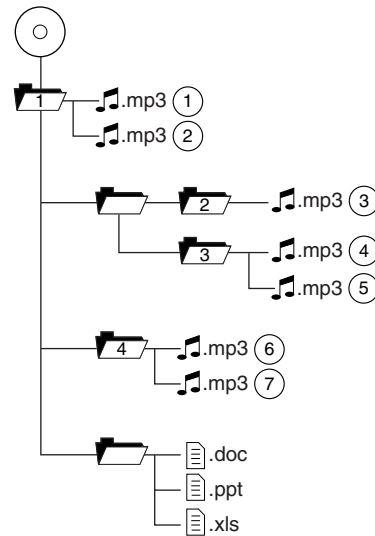 1 .mp3 1
.mp3 2
2 .mp3 3
3 .mp3 4
.mp3 5
4 .mp3 6
.mp3 7
.doc
.ppt
.xls